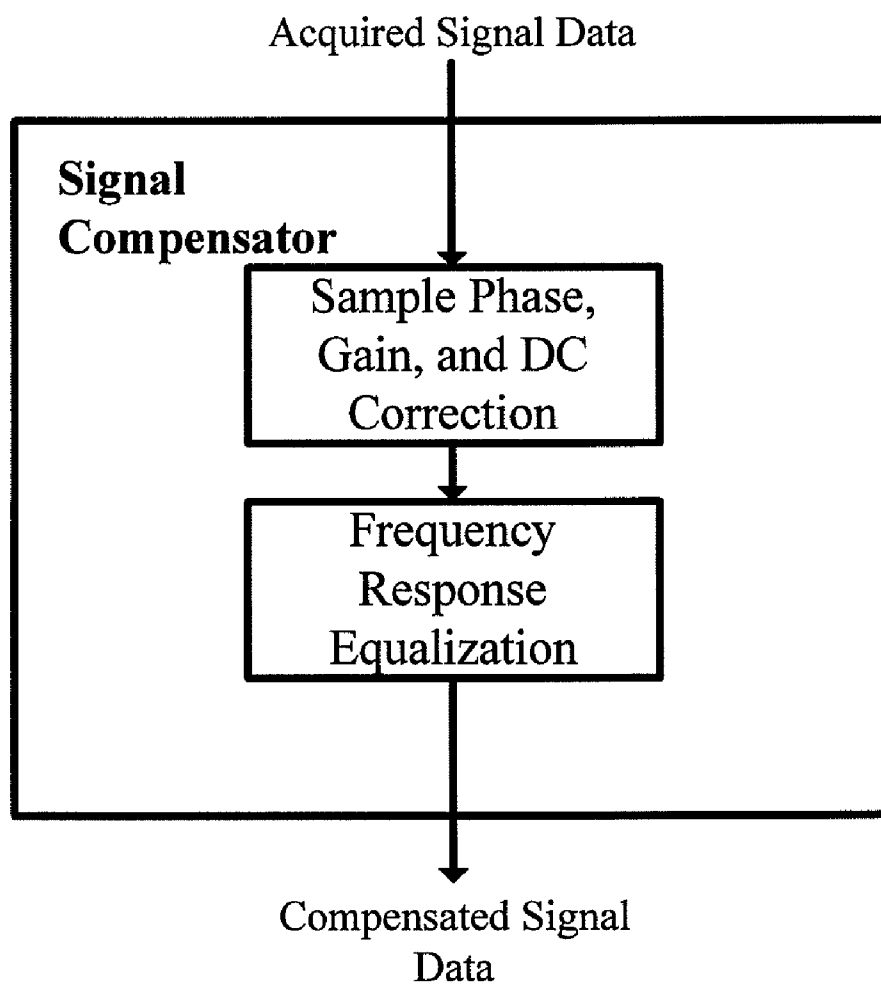 Acquired Signal Data
Signal
Compensator
Sample Phase,
Gain, and DC
Correction
Frequency
Response
Equalization
Compensated Signal
Data